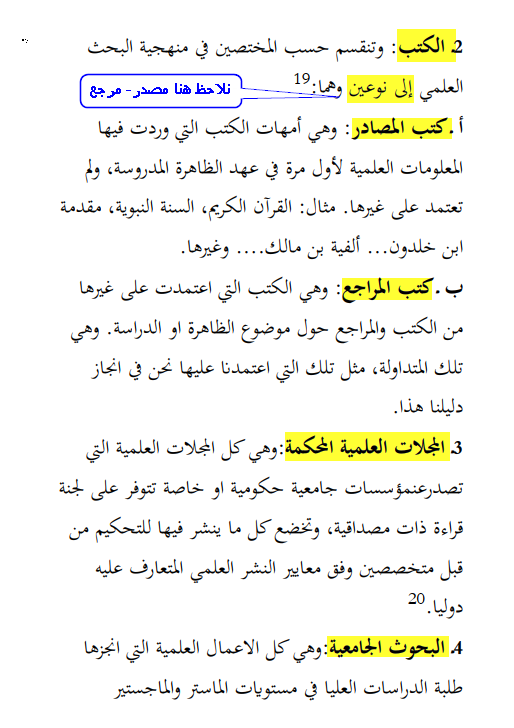 2. الكتب: وتنقسم حسب المختصين في منهجية البحث
العلمي إلى نوعين وهما:19
نلاحظ هنا مصدر- مرجع
أ ـ كتب المصادر: وهي أمهات الكتب التي وردت فيها
المعلومات العلمية لأول مرة في عهد الظاهرة المدروسة، ولم
تعتمد على غيرها. مثال: القرآن الكريم، السنة النبوية، مقدمة
ابن خلدون... ألفية بن مالك.... وغيرها.
ب ـ كتب المراجع: وهي الكتب التي اعتمدت على غيرها
من الكتب والمراجع حول موضوع الظاهرة او الدراسة. وهي
تلك المتداولة، مثل تلك التي اعتمدنا عليها نحن في انجاز
دليلنا هذا.
3. المجلات العلمية المحكمة:وهي كل المجلات العلمية التي
تصدرعنمؤسسات جامعية حكومية او خاصة تتوفر على لجنة
قراءة ذات مصداقية، وتخضع كل ما ينشر فيها للتحكيم من
قبل متخصصين وفق معايير النشر العلمي المتعارف عليه
دوليا.20
4. البحوث الجامعية:وهي كل الاعمال العلمية التي انجزها
طلبة الدراسات العليا في مستويات الماستر والماجستير